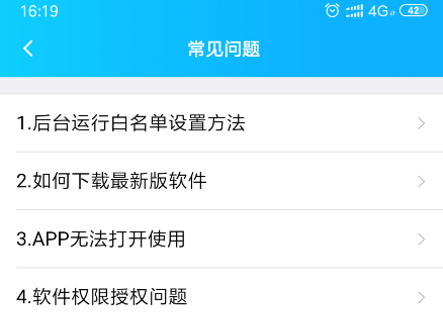 16:19 4G 42
常见问题
1.后台运行白名单设置方法
2.如何下载最新版软件
3.APP无法打开使用
4.软件权限授权问题